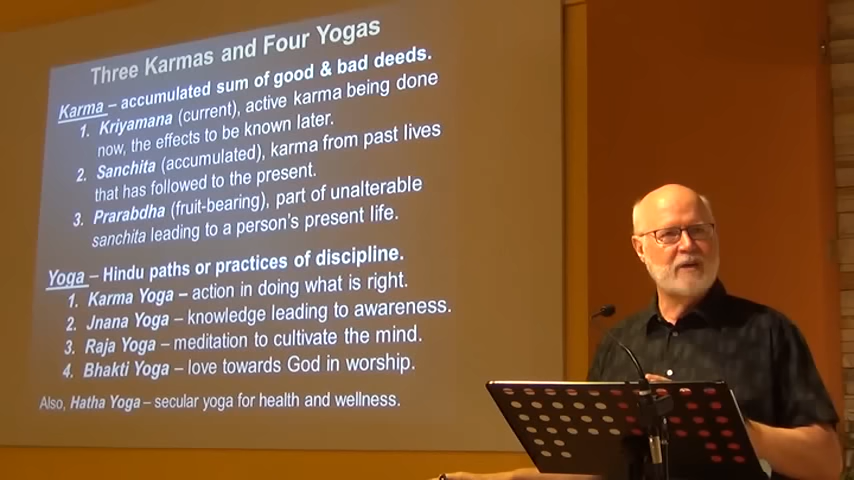 Three Karmas and Four Yogas
Karma – accumulated sum of good & bad deeds.
1. Kriyamana (current), active karma being done
now, the effects to be known later.
2. Sanchita (accumulated), karma from past lives
that has followed to the present.
3. Prarabdha (fruit-bearing), part of unalterable
sanchita leading to a person's present life.
Yoga – Hindu paths or practices of discipline.
1. Karma Yoga – action in doing what is right.
2. Jnana Yoga – knowledge leading to awareness.
3. Raja Yoga – meditation to cultivate the mind.
4. Bhakti Yoga – love towards God in worship.
Also, Hatha Yoga – secular yoga for health and wellness.